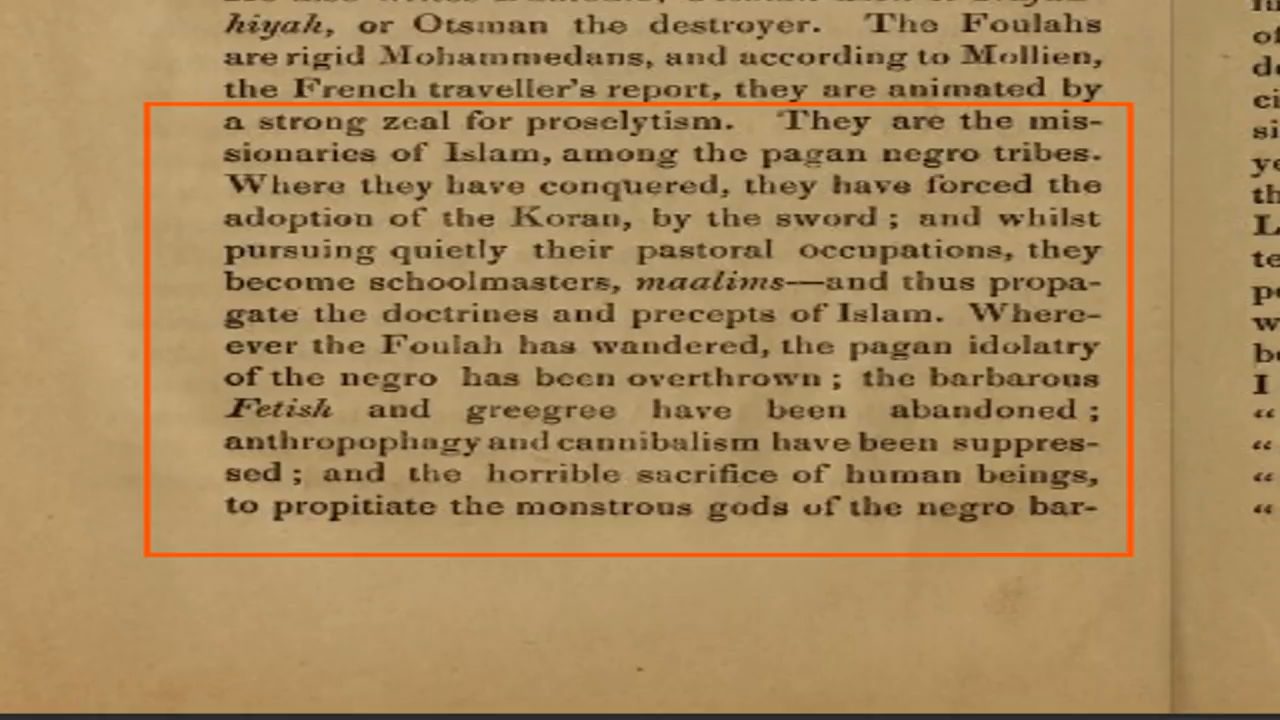 hiyah, or Otsman the destroyer. The Foulahs
are rigid Mohammedans, and according to Mollien,
the French traveller's report, they are animated by
a strong zeal for proselytism. They are the mis-
sionaries of Islam, among the pagan negro tribes.
Where they have conquered, they have forced the
adoption of the Koran, by the sword ; and whilst
pursuing quietly their pastoral occupations, they
become schoolmasters, maalims—and thus propa-
gate the doctrines and precepts of Islam. Where-
ever the Foulah has wandered, the pagan idolatry
of the negro has been overthrown ; the barbarous
Fetish and greegree have been abandoned ;
anthropophagy and cannibalism have been suppres-
sed ; and the horrible sacrifice of human beings,
to propitiate the monstrous gods of the negro bar-